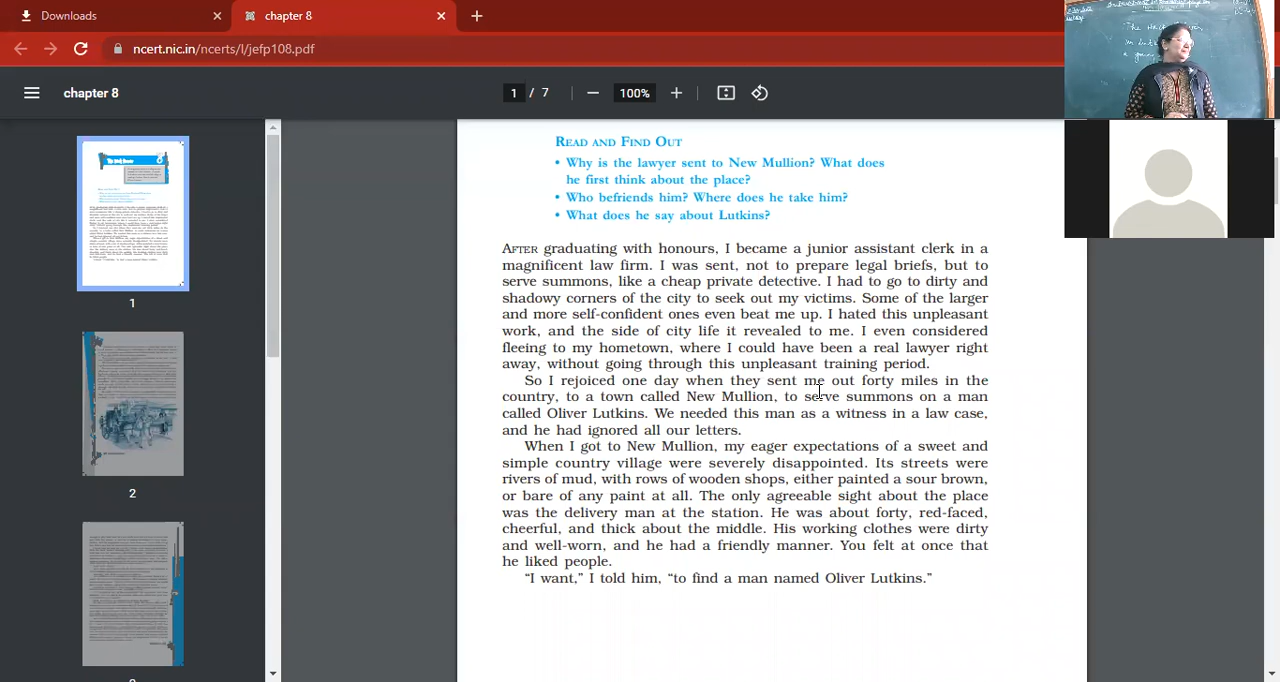 Downloads
chapter 8
ncert.nic.in/ncerts/l/jefp108.pdf
chapter 8
1 / 7
100%
READ AND FIND OUT
• Why is the lawyer sent to New Mullion? What does
he first think about the place?
• Who befriends him? Where does he take him?
• What does he say about Lutkins?
AFTER graduating with honours, I became a junior assistant clerk in a
magnificent law firm. I was sent, not to prepare legal briefs, but to
serve summons, like a cheap private detective. I had to go to dirty and
shadowy corners of the city to seek out my victims. Some of the larger
and more self-confident ones even beat me up. I hated this unpleasant
work, and the side of city life it revealed to me. I even considered
fleeing to my hometown, where I could have been a real lawyer right
away, without going through this unpleasant training period.
So I rejoiced one day when they sent me out forty miles in the
country, to a town called New Mullion, to serve summons on a man
called Oliver Lutkins. We needed this man as a witness in a law case,
and he had ignored all our letters.
When I got to New Mullion, my eager expectations of a sweet and
simple country village were severely disappointed. Its streets were
rivers of mud, with rows of wooden shops, either painted a sour brown,
or bare of any paint at all. The only agreeable sight about the place
was the delivery man at the station. He was about forty, red-faced,
cheerful, and thick about the middle. His working clothes were dirty
and well-worn, and he had a friendly manner. You felt at once that
he liked people.
“I want,” I told him, “to find a man named Oliver Lutkins.”
1
2
3